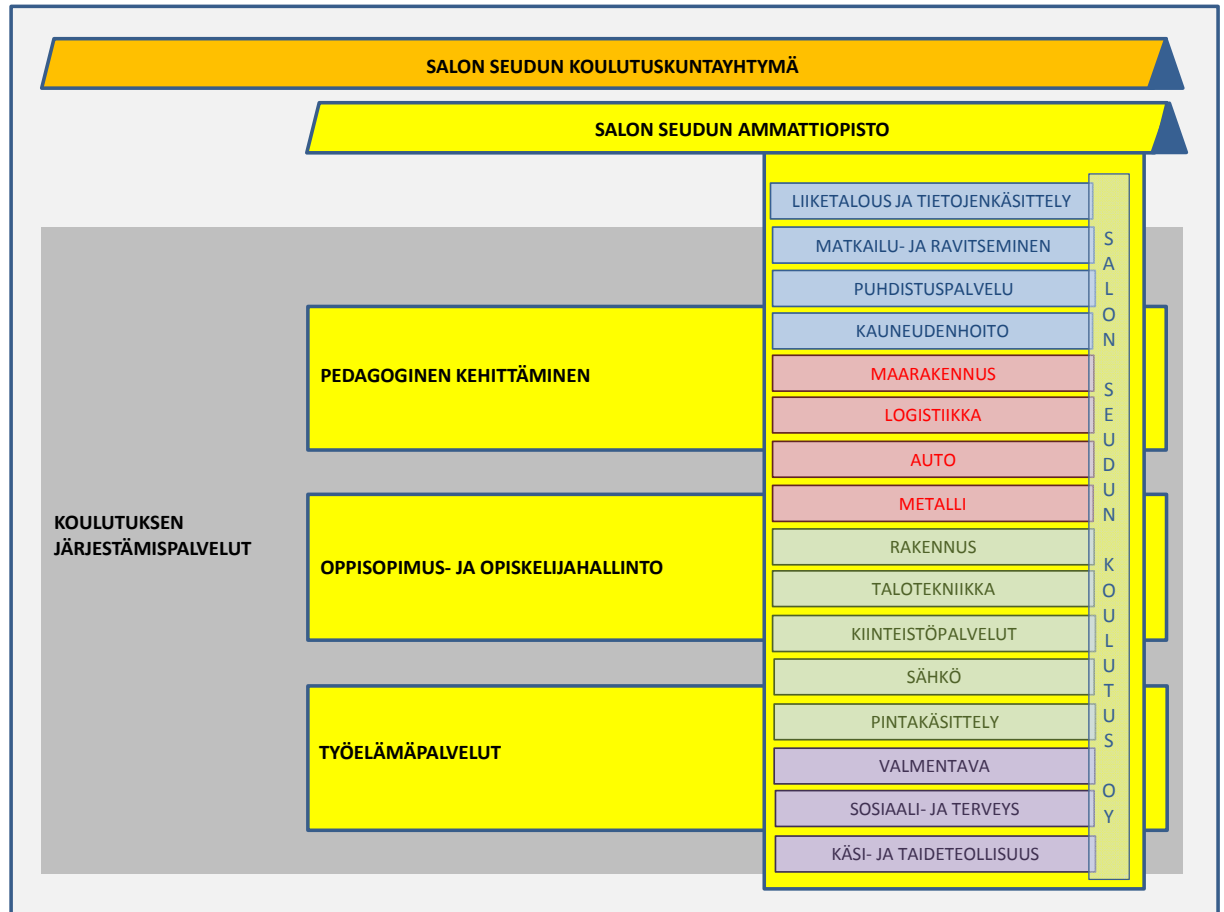 SALON SEUDUN KOULUTUSKUNTAYHTYMÄ
SALON SEUDUN AMMATTIOPISTO
LIIKETALOUS JA TIETOJENKÄSITTELY
MATKAILU- JA RAVITSEMINEN
PUHDISTUSPALVELU
KAUNEUDENHOITO
MAARAKENNUS
LOGISTIIKKA
AUTO
METALLI
RAKENNUS
TALOTEKNIIKKA
KIINTEISTÖPALVELUT
SÄHKÖ
PINTAKÄSITTELY
VALMENTAVA
SOSIAALI- JA TERVEYS
KÄSI- JA TAIDETEOLLISUUS
SALON SEUDUN KOULUTUS OY
PEDAGOGINEN KEHITTÄMINEN
KOULUTUKSEN
JÄRJESTÄMISPALVELUT
OPPISOPIMUS- JA OPISKELIJAHALLINTO
TYÖELÄMÄPALVELUT